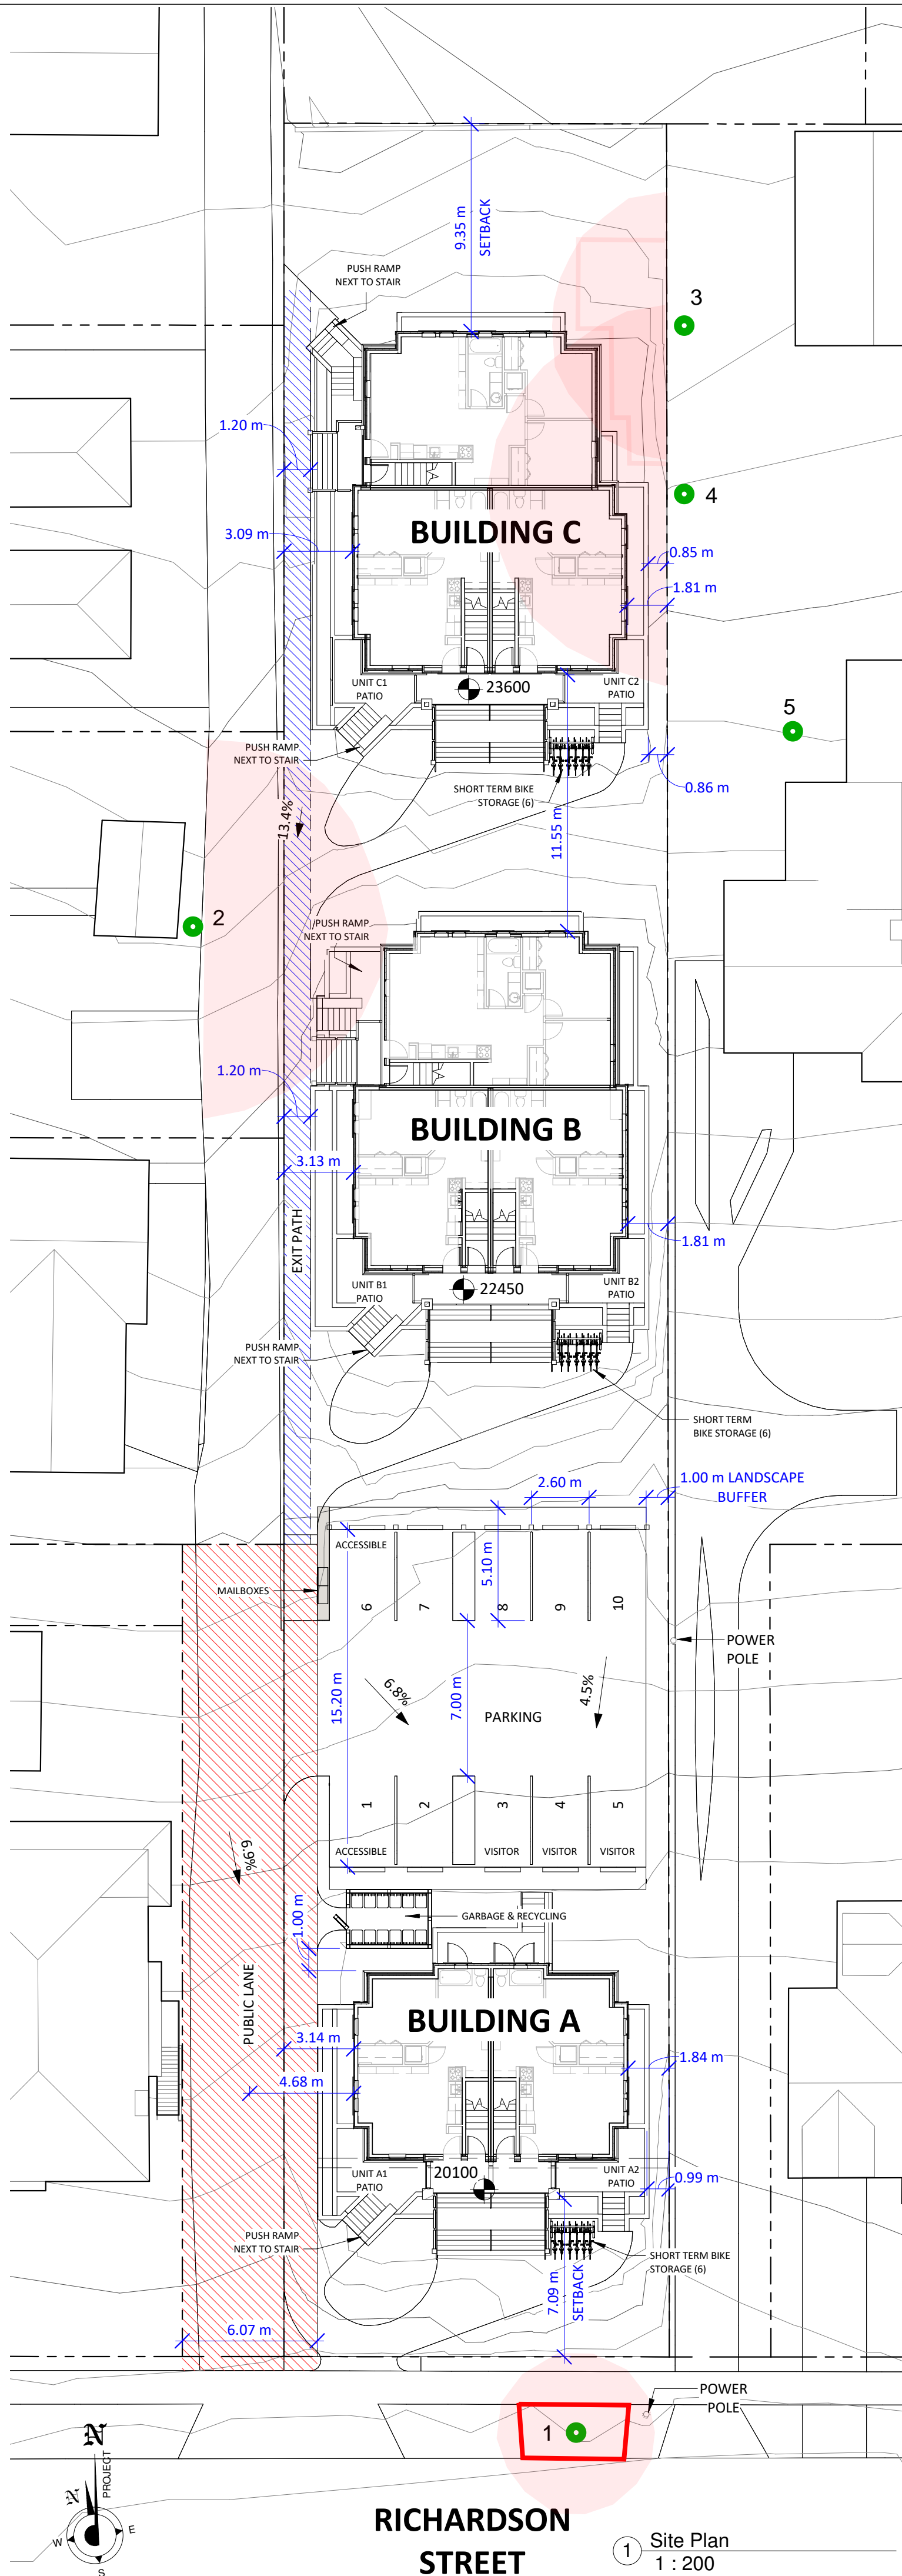 9.35 m
SETBACK
PUSH RAMP
NEXT TO STAIR
3
1.20 m
4
BUILDING C
3.09 m
0.85 m
1.81 m
UNIT C1
PATIO
23600
UNIT C2
PATIO
5
PUSH RAMP
NEXT TO STAIR
0.86 m
SHORT TERM BIKE
STORAGE (6)
13.4%
11.55 m
2
PUSH RAMP
NEXT TO STAIR
1.20 m
BUILDING B
3.13 m
EXIT PATH
1.81 m
UNIT B1
PATIO
22450
UNIT B2
PATIO
PUSH RAMP
NEXT TO STAIR
SHORT TERM
BIKE STORAGE (6)
2.60 m
1.00 m LANDSCAPE
BUFFER
ACCESSIBLE
5.10 m
MAILBOXES
6
7
8
9
10
POWER
POLE
15.20 m
6.8%
7.00 m
4.5%
PARKING
1
2
3
4
5
ACCESSIBLE
VISITOR
VISITOR
VISITOR
6.9%
1.00 m
GARBAGE & RECYCLING
PUBLIC LANE
BUILDING A
3.14 m
1.84 m
4.68 m
UNIT A1
PATIO
20100
UNIT A2
PATIO
0.99 m
PUSH RAMP
NEXT TO STAIR
SHORT TERM BIKE
STORAGE (6)
7.09 m
SETBACK
6.07 m
POWER
POLE
1
N
PROJECT
N
W
E
S
RICHARDSON
STREET
1
Site Plan
1 : 200